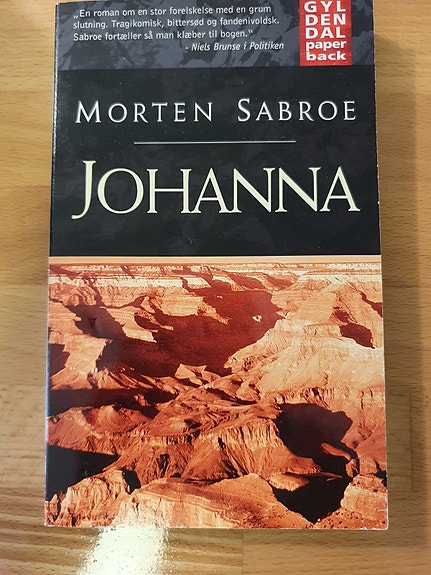 „En roman om en stor forelskelse med en grum
slutning. Tragikomisk, bittersød og fandenivoldsk.
Sabroe fortæller så man klæber til bogen.“
- Niels Brunse i Politiken
GYL
DEN
DAL
paper
back
MORTEN SABROE
JOHANNA